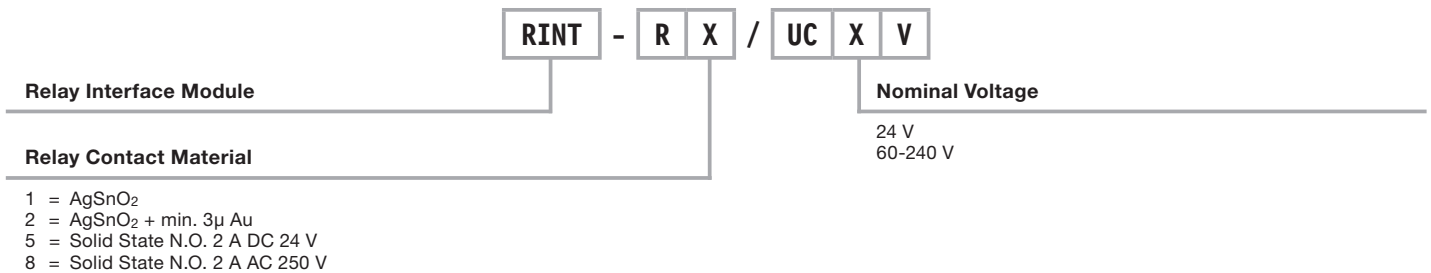 RINT - R X / UC X V
Relay Interface Module
Nominal Voltage
24 V
60-240 V
Relay Contact Material
1 = AgSnO2
2 = AgSnO2 + min. 3µ Au
5 = Solid State N.O. 2 A DC 24 V
8 = Solid State N.O. 2 A AC 250 V